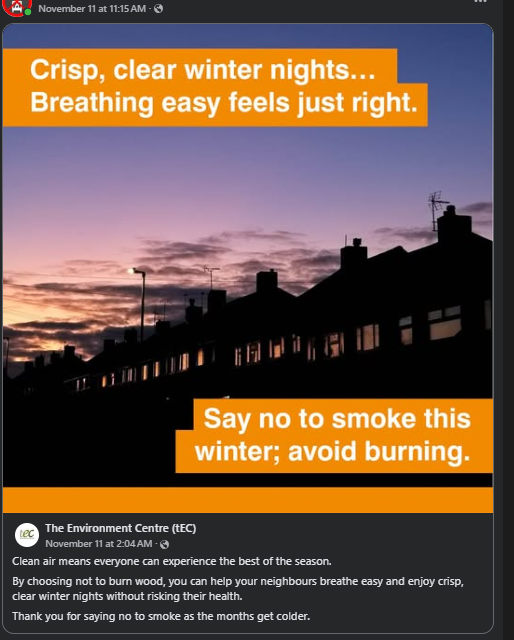 November 11 at 11:15 AM ·
Crisp, clear winter nights...
Breathing easy feels just right.
Say no to smoke this
winter; avoid burning.
tEC
The Environment Centre (tEC)
November 11 at 2:04 AM ·
Clean air means everyone can experience the best of the season.
By choosing not to burn wood, you can help your neighbours breathe easy and enjoy crisp,
clear winter nights without risking their health.
Thank you for saying no to smoke as the months get colder.